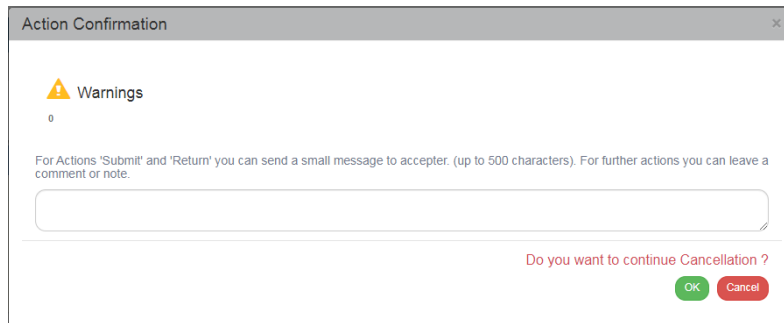 Action Confirmation ×
Warnings
0
For Actions 'Submit' and 'Return' you can send a small message to accepter. (up to 500 characters). For further actions you can leave a
comment or note.
Do you want to continue Cancellation ?
OK Cancel